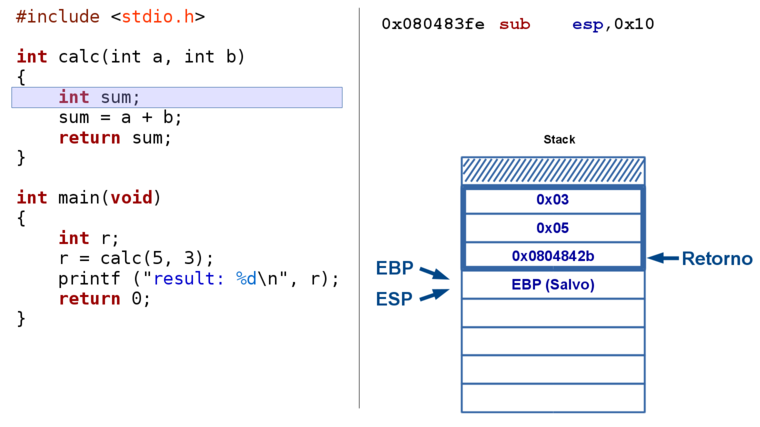 #include <stdio.h>
int calc(int a, int b)
{
    int sum;
    sum = a + b;
    return sum;
}
int main(void)
{
    int r;
    r = calc(5, 3);
    printf ("result: %d\n", r);
    return 0;
}
0x080483fe sub esp,0x10
Stack
0x03
0x05
0x0804842b
Retorno
EBP
EBP (Salvo)
ESP